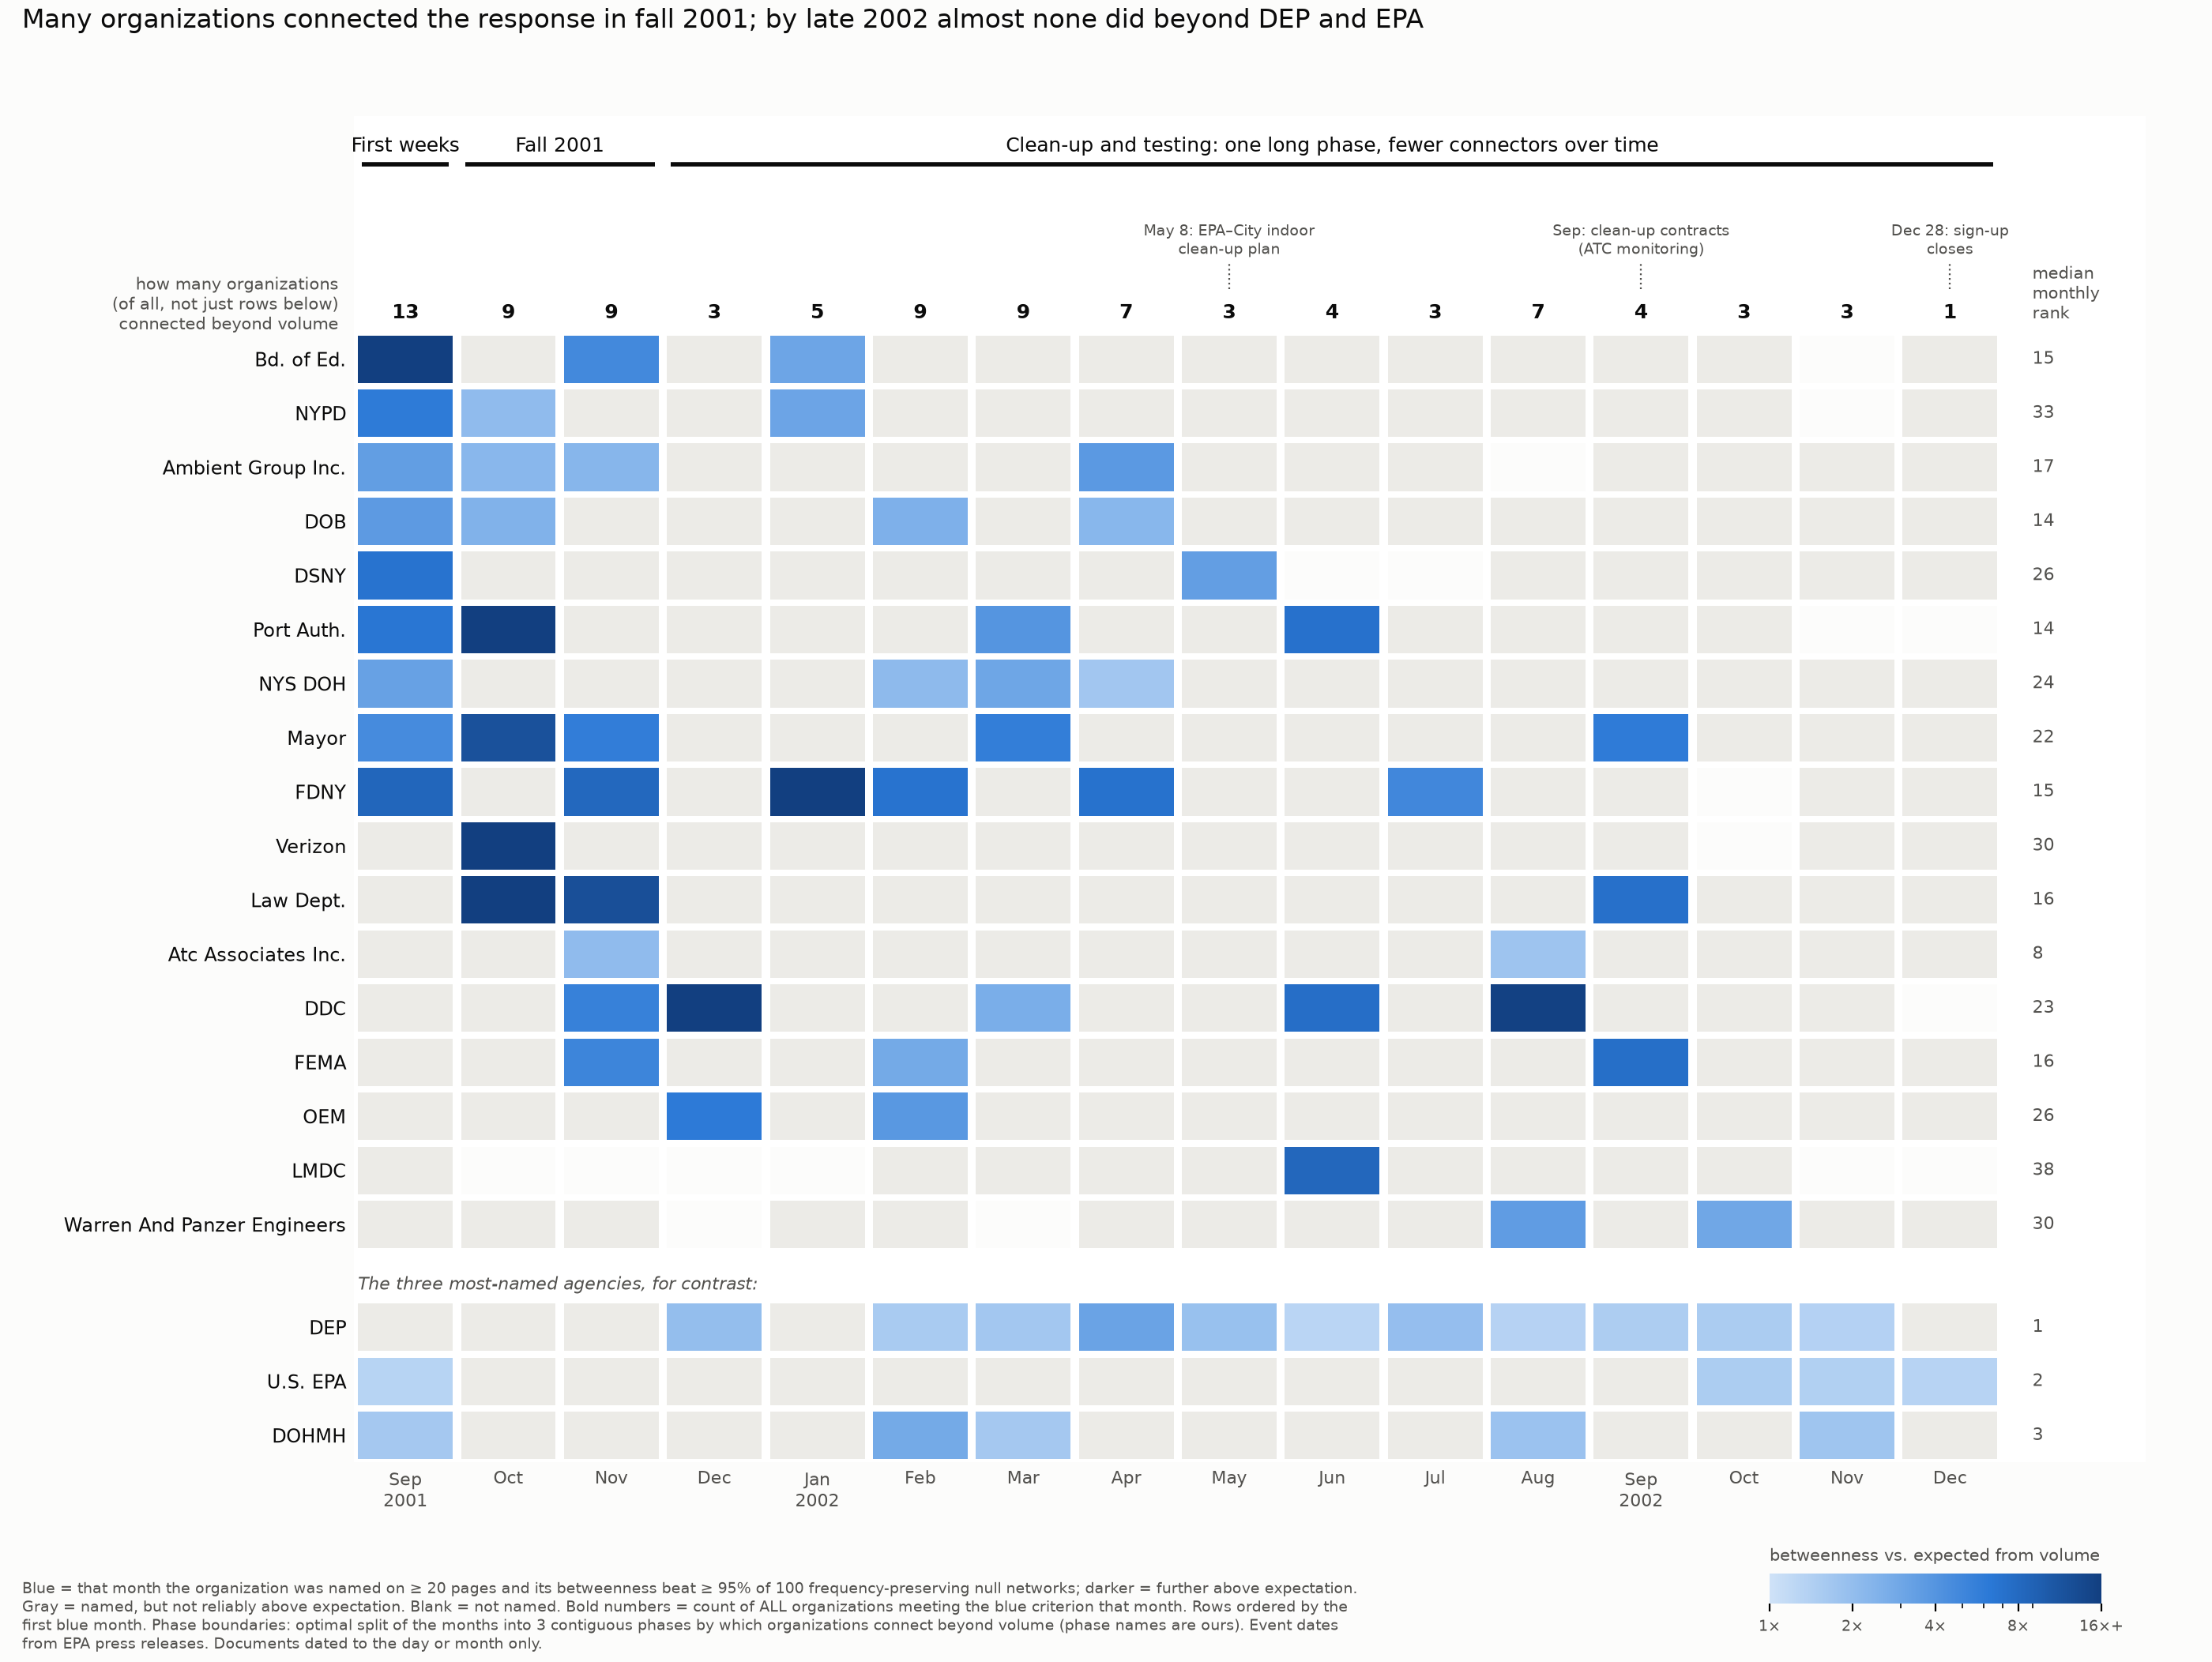 Many organizations connected the response in fall 2001; by late 2002 almost none did beyond DEP and EPA
First weeks
Fall 2001
Clean-up and testing: one long phase, fewer connectors over time
May 8: EPA–City indoor
clean-up plan
Sep: clean-up contracts
(ATC monitoring)
Dec 28: sign-up
closes
how many organizations
(of all, not just rows below)
connected beyond volume
13 9 9 3 5 9 9 7 3 4 3 7 4 3 3 1
median
monthly
rank
Bd. of Ed. 15
NYPD 33
Ambient Group Inc. 17
DOB 14
DSNY 26
Port Auth. 14
NYS DOH 24
Mayor 22
FDNY 15
Verizon 30
Law Dept. 16
Atc Associates Inc. 8
DDC 23
FEMA 16
OEM 26
LMDC 38
Warren And Panzer Engineers 30
The three most-named agencies, for contrast:
DEP 1
U.S. EPA 2
DOHMH 3
Sep Oct Nov Dec Jan Feb Mar Apr May Jun Jul Aug Sep Oct Nov Dec
2001 2002 2002
betweenness vs. expected from volume
1× 2× 4× 8× 16×+
Blue = that month the organization was named on ≥ 20 pages and its betweenness beat ≥ 95% of 100 frequency-preserving null networks; darker = further above expectation.
Gray = named, but not reliably above expectation. Blank = not named. Bold numbers = count of ALL organizations meeting the blue criterion that month. Rows ordered by the
first blue month. Phase boundaries: optimal split of the months into 3 contiguous phases by which organizations connect beyond volume (phase names are ours). Event dates
from EPA press releases. Documents dated to the day or month only.